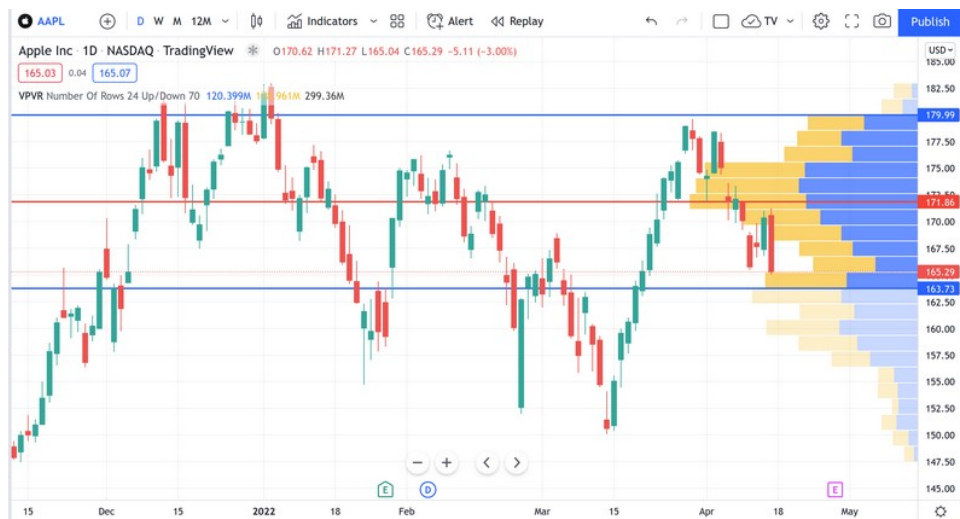 AAPL D W M 12M Indicators Alert Replay TV Publish
Apple Inc 1D NASDAQ TradingView O170.62 H171.27 L165.04 C165.29 -5.11 (-3.00%)
USD
165.03 0.04 165.07
VPVR Number Of Rows 24 Up/Down 70 120.399M 299.36M
185.00
182.50
179.99
177.50
175.00
172.50
171.86
170.00
167.50
165.29
163.73
162.50
160.00
157.50
155.00
152.50
150.00
147.50
145.00
E D E
15 Dec 15 2022 18 Feb Mar 15 Apr 18 May